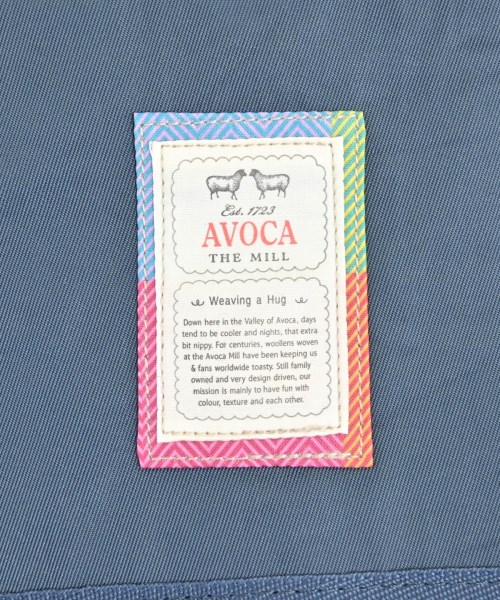 Est. 1723
AVOCA
THE MILL
Weaving a Hug
Down here in the Valley of Avoca, days
tend to be cooler and nights, that extra
bit nippy. For centuries, woollens woven
at the Avoca Mill have been keeping us
& fans worldwide toasty. Still family
owned and very design driven, our
mission is mainly to have fun with
colour, texture and each other.